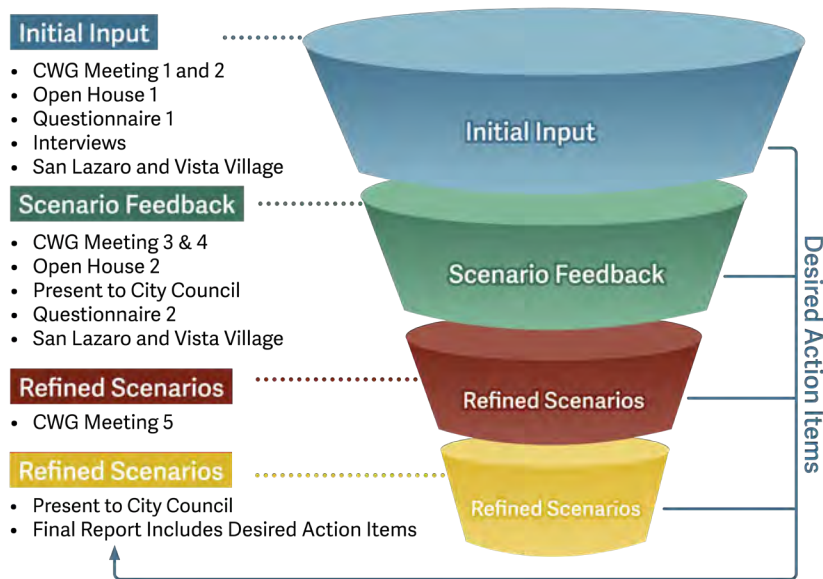 Initial Input
• CWG Meeting 1 and 2
• Open House 1
• Questionnaire 1
• Interviews
• San Lazaro and Vista Village
Scenario Feedback
• CWG Meeting 3 & 4
• Open House 2
• Present to City Council
• Questionnaire 2
• San Lazaro and Vista Village
Refined Scenarios
• CWG Meeting 5
Refined Scenarios
• Present to City Council
• Final Report Includes Desired Action Items
Initial Input
Scenario Feedback
Refined Scenarios
Refined Scenarios
Desired Action Items